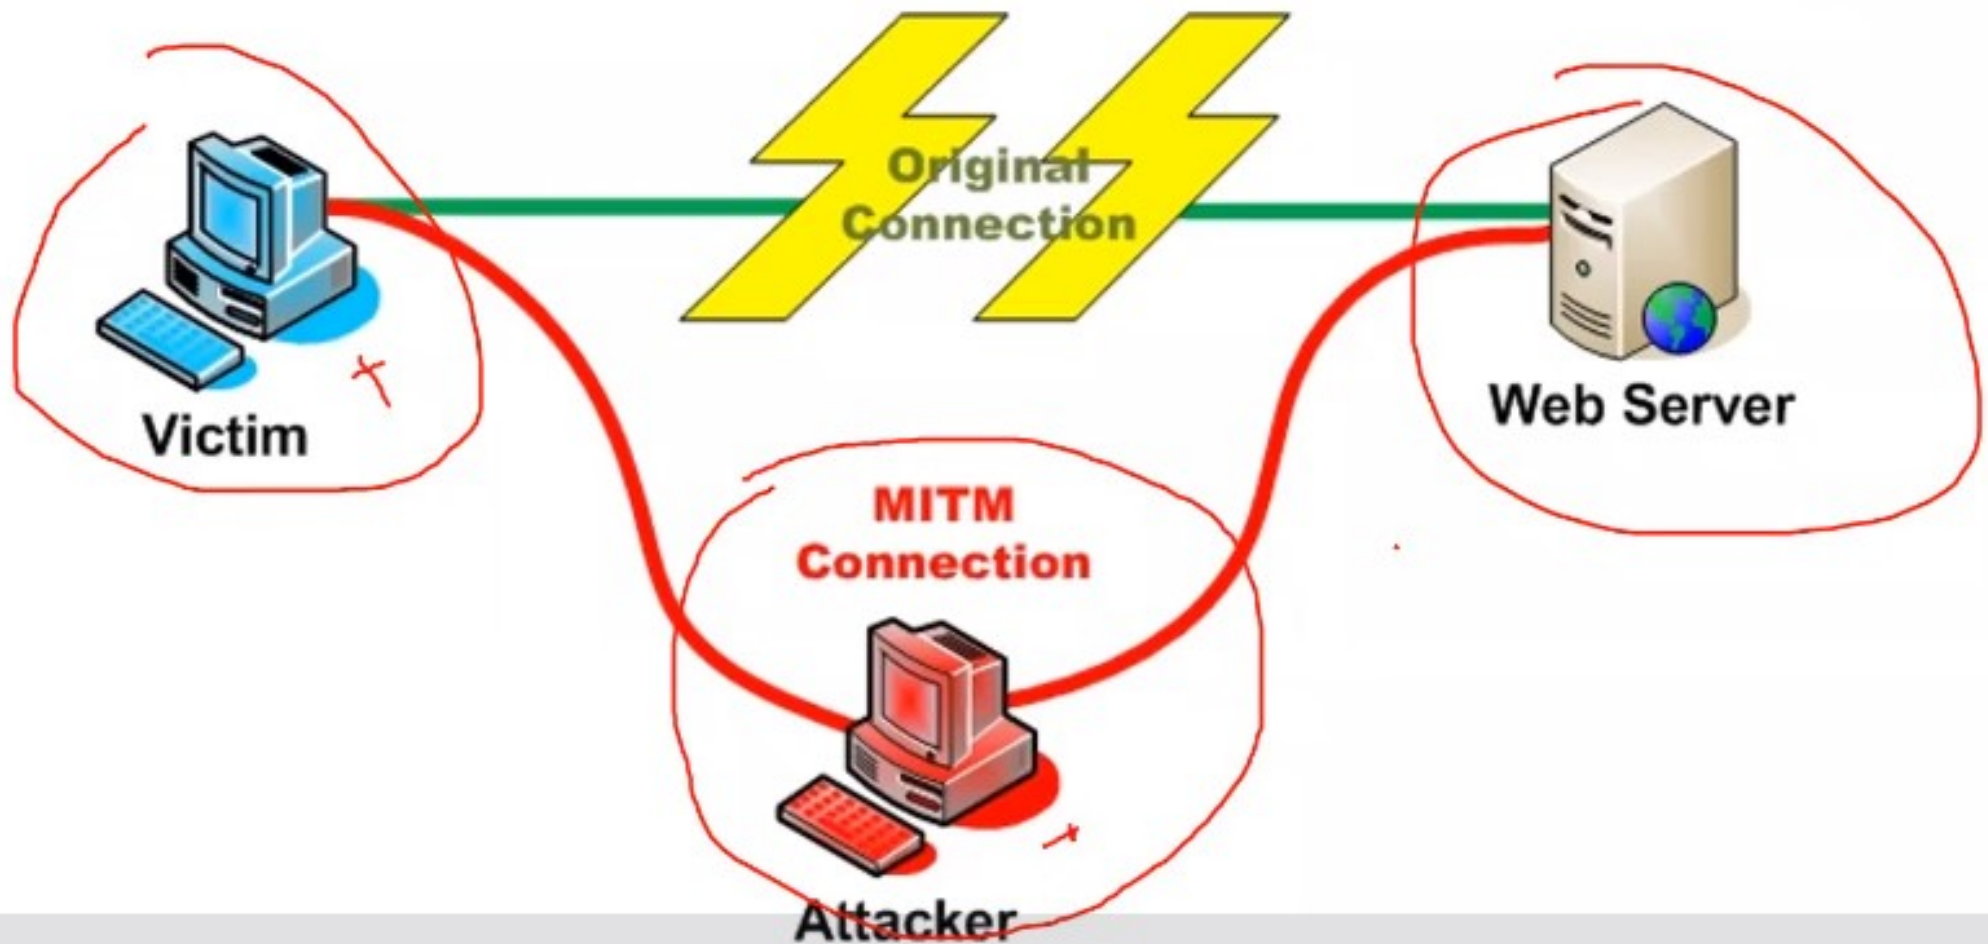 Original
Connection
Victim
Web Server
MITM
Connection
Attacker